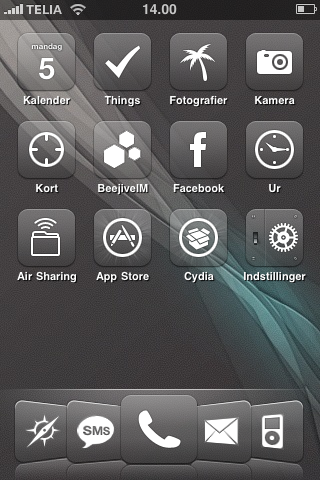 TELIA 14.00
mandag
5
Kalender Things Fotografier Kamera
Kort BeejiveIM Facebook Ur
Air Sharing App Store Cydia Indstillinger
SMS